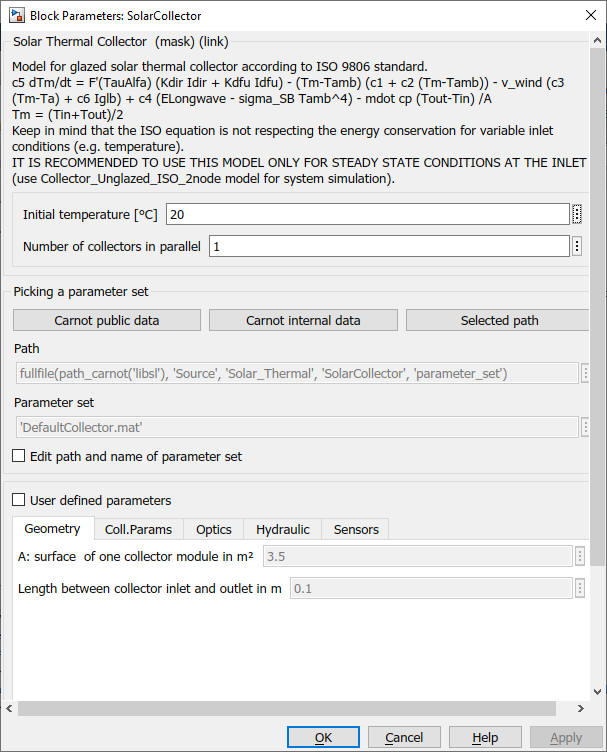 Block Parameters: SolarCollector
Solar Thermal Collector  (mask) (link)
Model for glazed solar thermal collector according to ISO 9806 standard.
c5 dTm/dt = F'(TauAlfa) (Kdir Idir + Kdfu Idfu) - (Tm-Tamb) (c1 + c2 (Tm-Tamb)) - v_wind (c3
(Tm-Ta) + c6 Iglb) + c4 (ELongwave - sigma_SB Tamb^4) - mdot cp (Tout-Tin) /A
Tm = (Tin+Tout)/2
Keep in mind that the ISO equation is not respecting the energy conservation for variable inlet
conditions (e.g. temperature).
IT IS RECOMMENDED TO USE THIS MODEL ONLY FOR STEADY STATE CONDITIONS AT THE INLET
(use Collector_Unglazed_ISO_2node model for system simulation).
Initial temperature [°C] 20
Number of collectors in parallel 1
Picking a parameter set
Carnot public data Carnot internal data Selected path
Path
fullfile(path_carnot('libsl'), 'Source', 'Solar_Thermal', 'SolarCollector', 'parameter_set')
Parameter set
'DefaultCollector.mat'
Edit path and name of parameter set
User defined parameters
Geometry Coll.Params Optics Hydraulic Sensors
A: surface  of one collector module in m² 3.5
Length between collector inlet and outlet in m 0.1
OK Cancel Help Apply